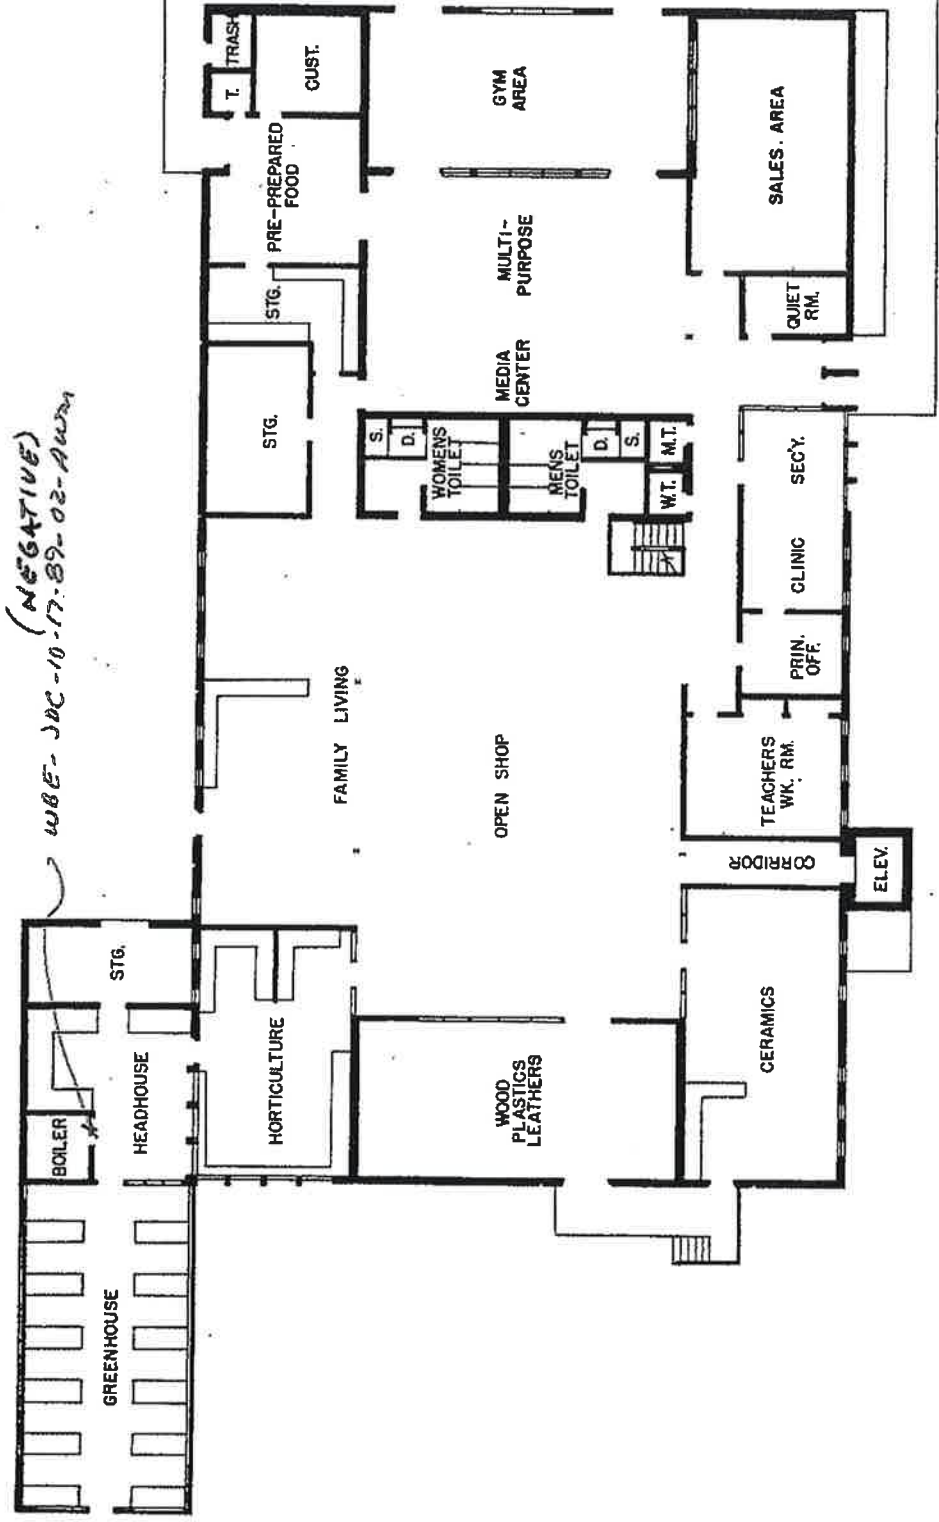 (NEGATIVE)
WBE-JDC-10-17-89-02-AWM
TRASH
T.
CUST.
PRE-PREPARED
FOOD
STG.
STG.
GYM
AREA
MULTI-
PURPOSE
MEDIA
CENTER
SALES. AREA
QUIET
RM.
S.
D.
WOMENS
TOILET
MENS
TOILET
D.
S.
M.T.
W.T.
SEC'Y.
CLINIC
PRIN.
OFF.
TEACHERS
WK. RM.
CORRIDOR
ELEV.
FAMILY LIVING
OPEN SHOP
STG.
HEADHOUSE
BOILER
GREENHOUSE
HORTICULTURE
WOOD
PLASTICS
LEATHERS
CERAMICS